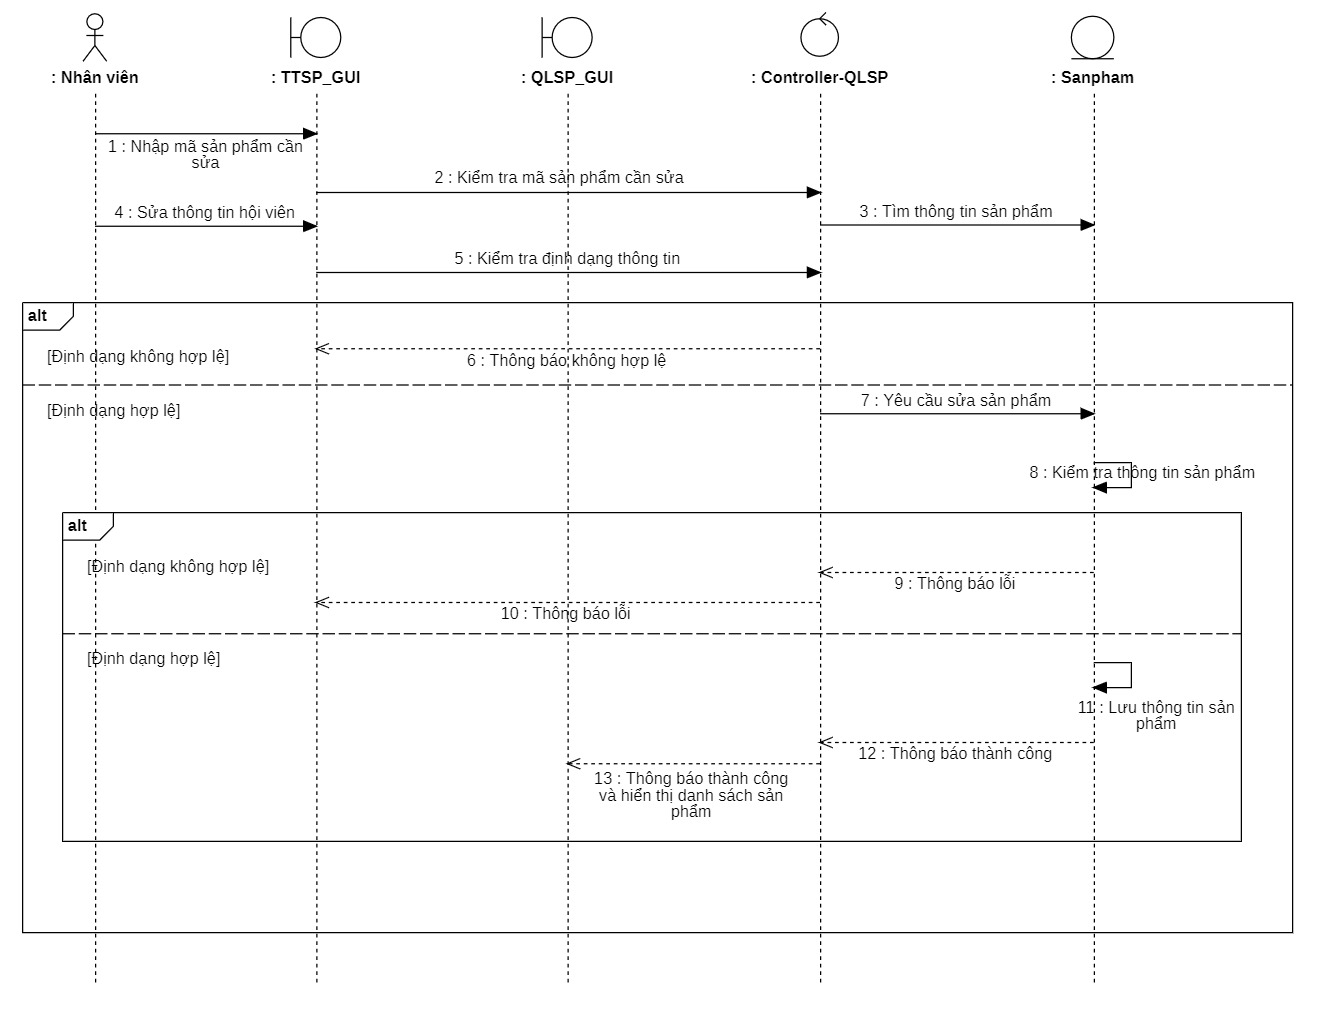 : Nhân viên
: TTSP_GUI
: QLSP_GUI
: Controller-QLSP
: Sanpham
1 : Nhập mã sản phẩm cần
sửa
2 : Kiểm tra mã sản phẩm cần sửa
4 : Sửa thông tin hội viên
3 : Tìm thông tin sản phẩm
5 : Kiểm tra định dạng thông tin
alt
[Định dạng không hợp lệ]
6 : Thông báo không hợp lệ
[Định dạng hợp lệ]
7 : Yêu cầu sửa sản phẩm
8 : Kiểm tra thông tin sản phẩm
alt
[Định dạng không hợp lệ]
9 : Thông báo lỗi
10 : Thông báo lỗi
[Định dạng hợp lệ]
11 : Lưu thông tin sản
phẩm
12 : Thông báo thành công
13 : Thông báo thành công
và hiển thị danh sách sản
phẩm